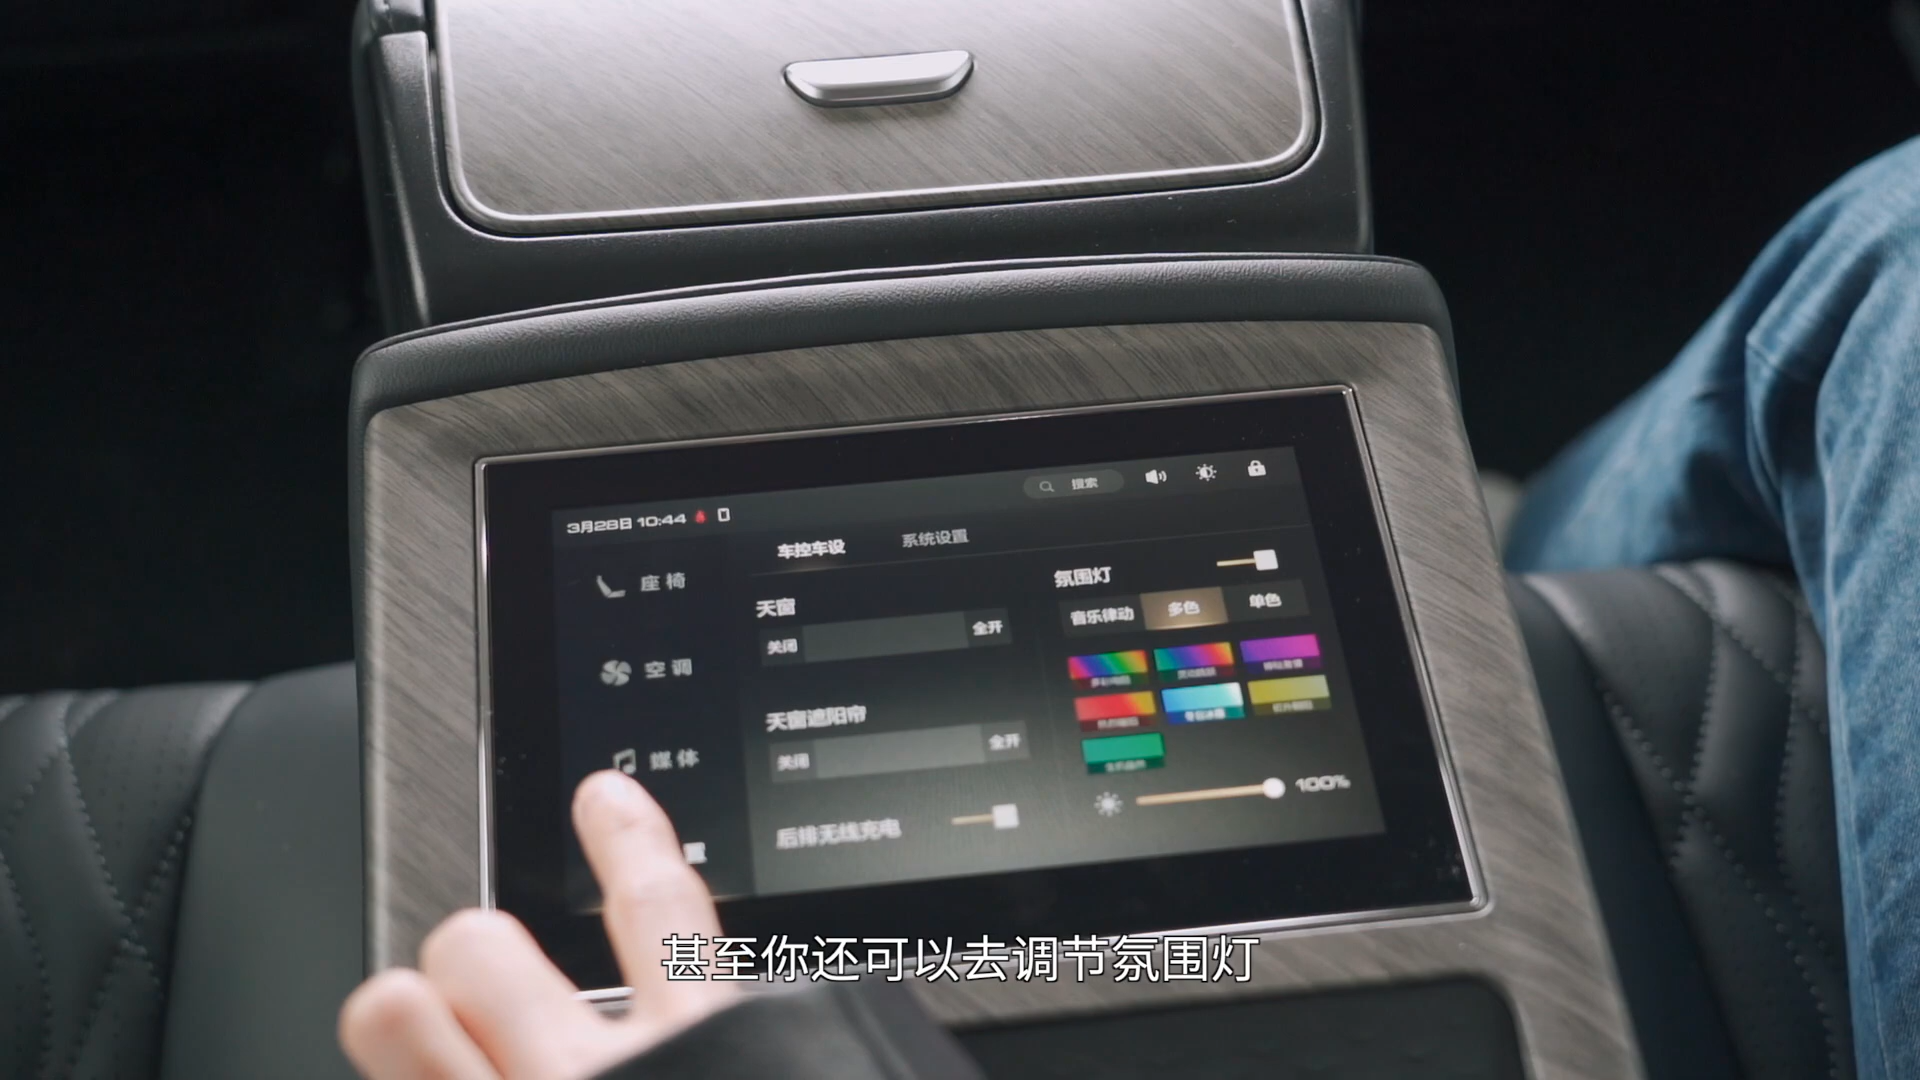 搜索
3月28日 10:44
车控车设
系统设置
座椅
空调
媒体
置
天窗
关闭
全开
天窗遮阳帘
关闭
全开
后排无线充电
氛围灯
音乐律动
多色
单色
100%
甚至你还可以去调节氛围灯